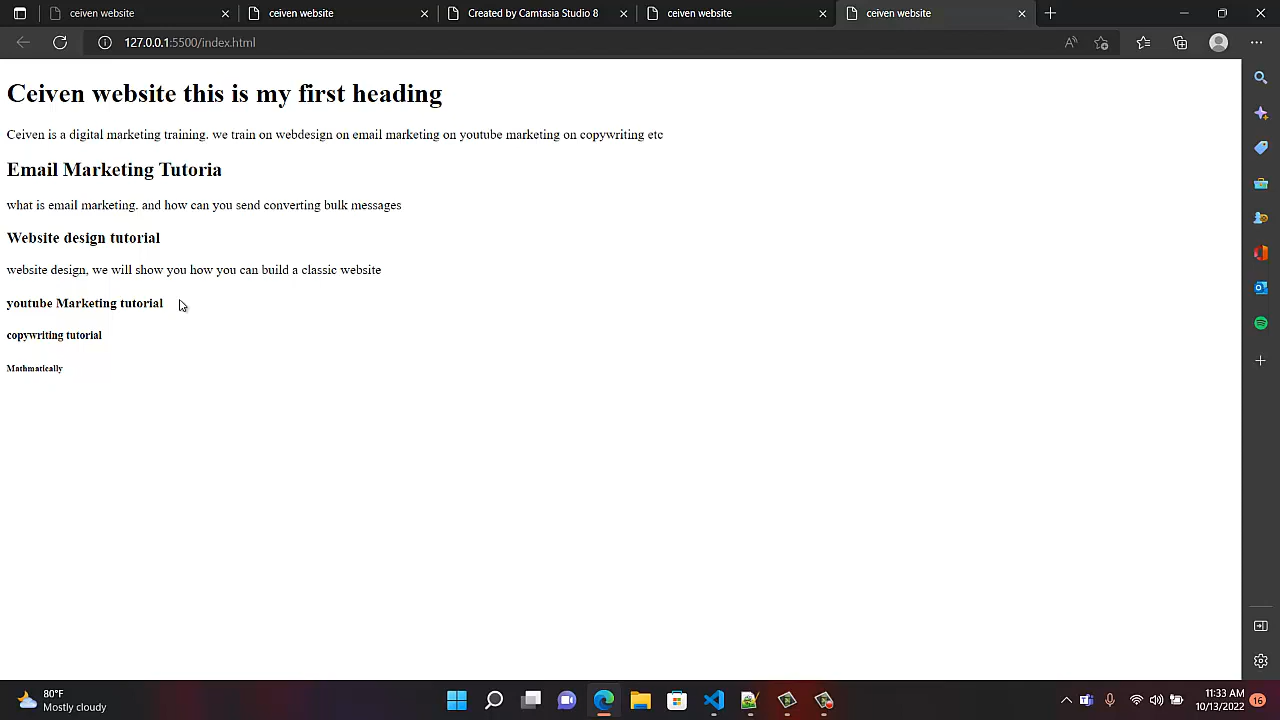 ceiven website
ceiven website
Created by Camtasia Studio 8
ceiven website
ceiven website
127.0.0.1:5500/index.html
Ceiven website this is my first heading
Ceiven is a digital marketing training. we train on webdesign on email marketing on youtube marketing on copywriting etc
Email Marketing Tutoria
what is email marketing. and how can you send converting bulk messages
Website design tutorial
website design, we will show you how you can build a classic website
youtube Marketing tutorial
copywriting tutorial
Mathmatically
80°F
Mostly cloudy
11:33 AM
10/13/2022
16